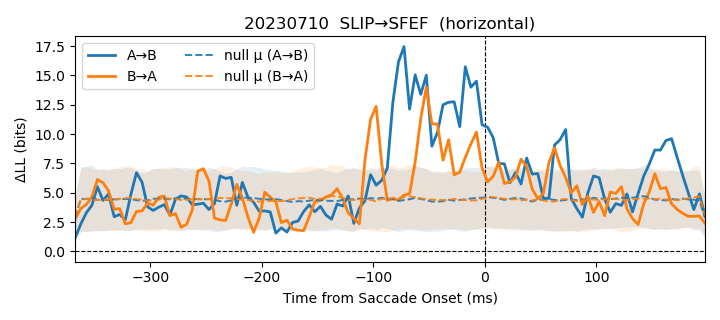 20230710  SLIP→SFEF  (horizontal)
ΔLL (bits)
17.5
15.0
12.5
10.0
7.5
5.0
2.5
0.0
A→B
B→A
null μ (A→B)
null μ (B→A)
−300
−200
−100
0
100
Time from Saccade Onset (ms)